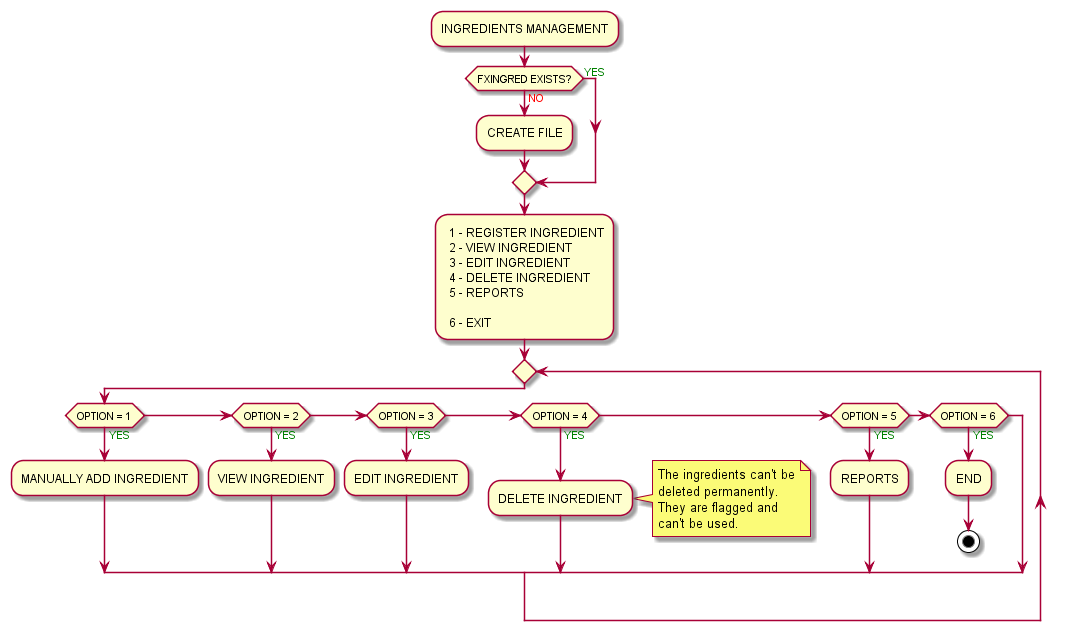 INGREDIENTS MANAGEMENT
FXINGRED EXISTS?
YES
NO
CREATE FILE
1 - REGISTER INGREDIENT
2 - VIEW INGREDIENT
3 - EDIT INGREDIENT
4 - DELETE INGREDIENT
5 - REPORTS
6 - EXIT
OPTION = 1
OPTION = 2
OPTION = 3
OPTION = 4
OPTION = 5
OPTION = 6
YES
YES
YES
YES
YES
YES
MANUALLY ADD INGREDIENT
VIEW INGREDIENT
EDIT INGREDIENT
DELETE INGREDIENT
The ingredients can't be
deleted permanently.
They are flagged and
can't be used.
REPORTS
END